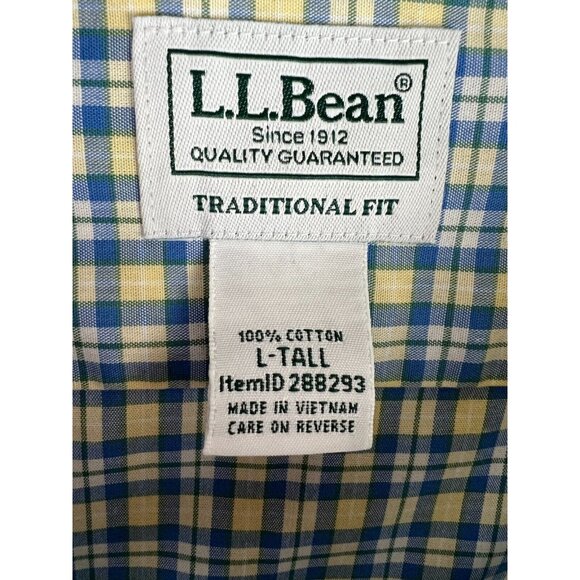 L.L.Bean®
Since 1912
QUALITY GUARANTEED
TRADITIONAL FIT
100% COTTON
L-TALL
ItemID 288293
MADE IN VIETNAM
CARE ON REVERSE